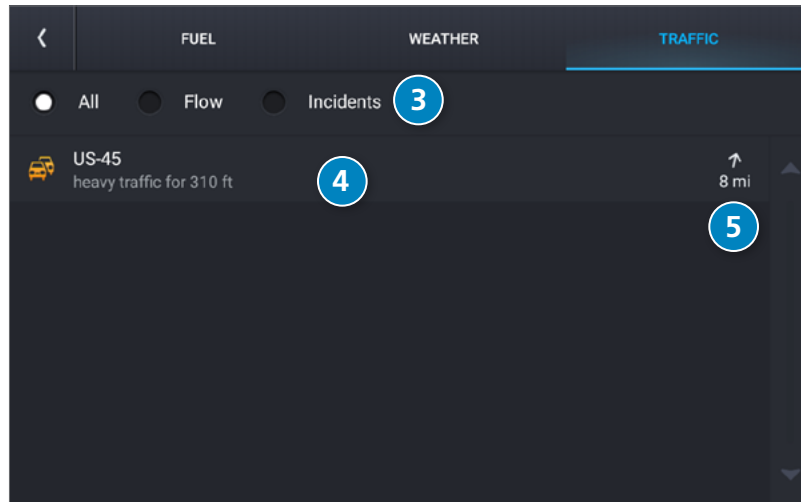 FUEL WEATHER TRAFFIC
All Flow Incidents 3
US-45
heavy traffic for 310 ft
4
8 mi
5